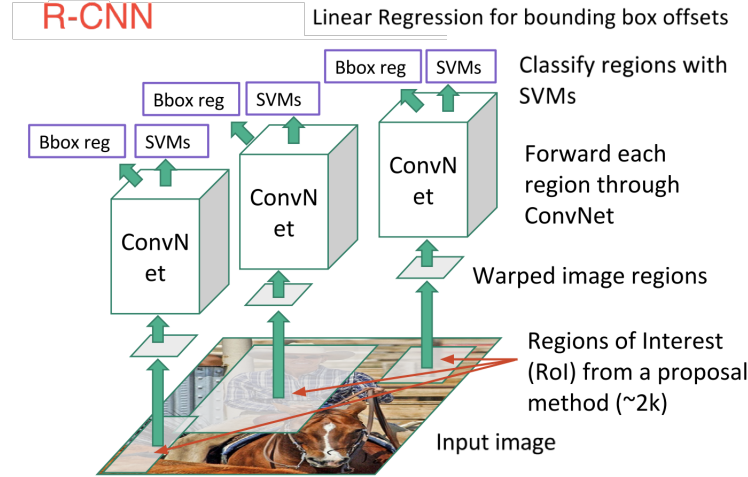 R-CNN
Linear Regression for bounding box offsets
Bbox reg
SVMs
Classify regions with
SVMs
Bbox reg
SVMs
Bbox reg
SVMs
ConvN
et
ConvN
et
ConvN
et
Forward each
region through
ConvNet
Warped image regions
Regions of Interest
(RoI) from a proposal
method (~2k)
Input image